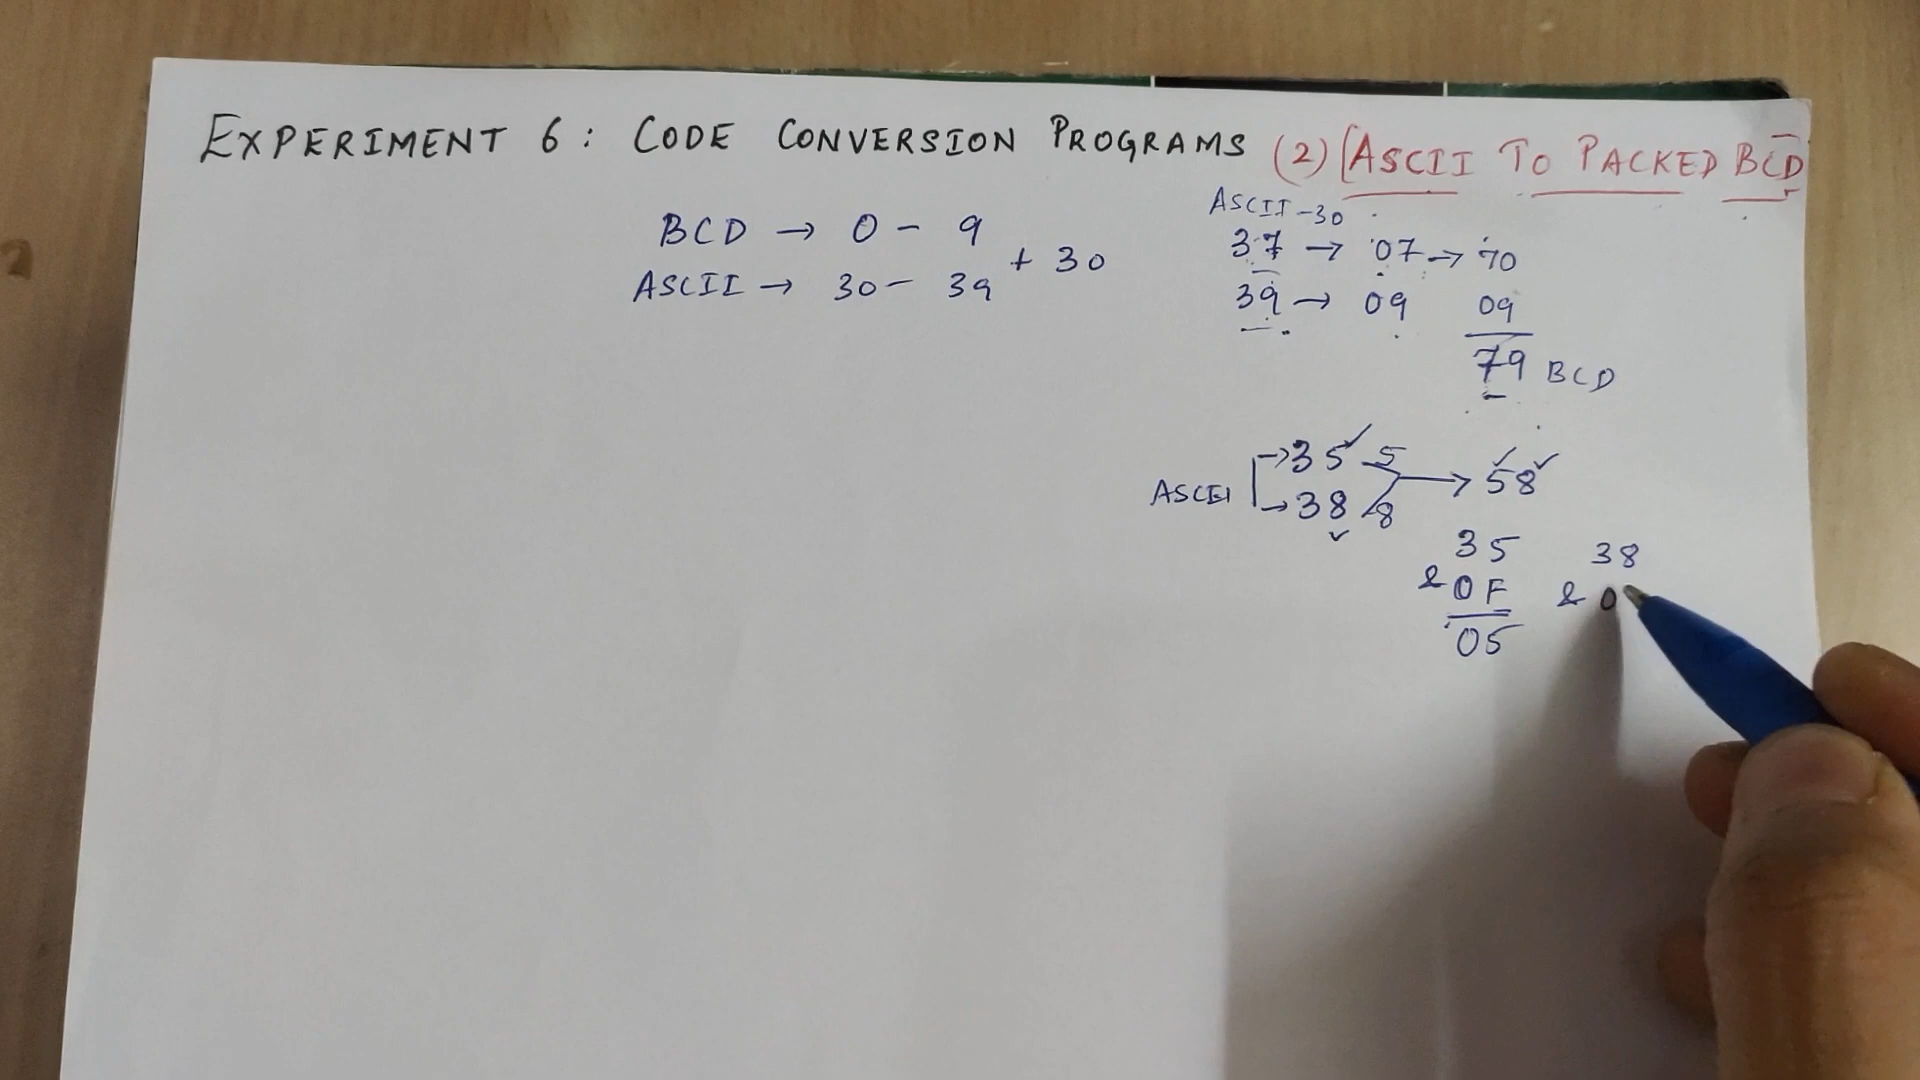 EXPERIMENT 6 : CODE CONVERSION PROGRAMS (2) [ASCII TO PACKED BCD
BCD → 0 - 9
ASCII → 30 - 39
+ 30
ASCII -30
37 → 07 → 70
39 → 09 09
79 BCD
ASCII → 35 5 → 58
→ 38 8
35 38
& 0F & 0
05